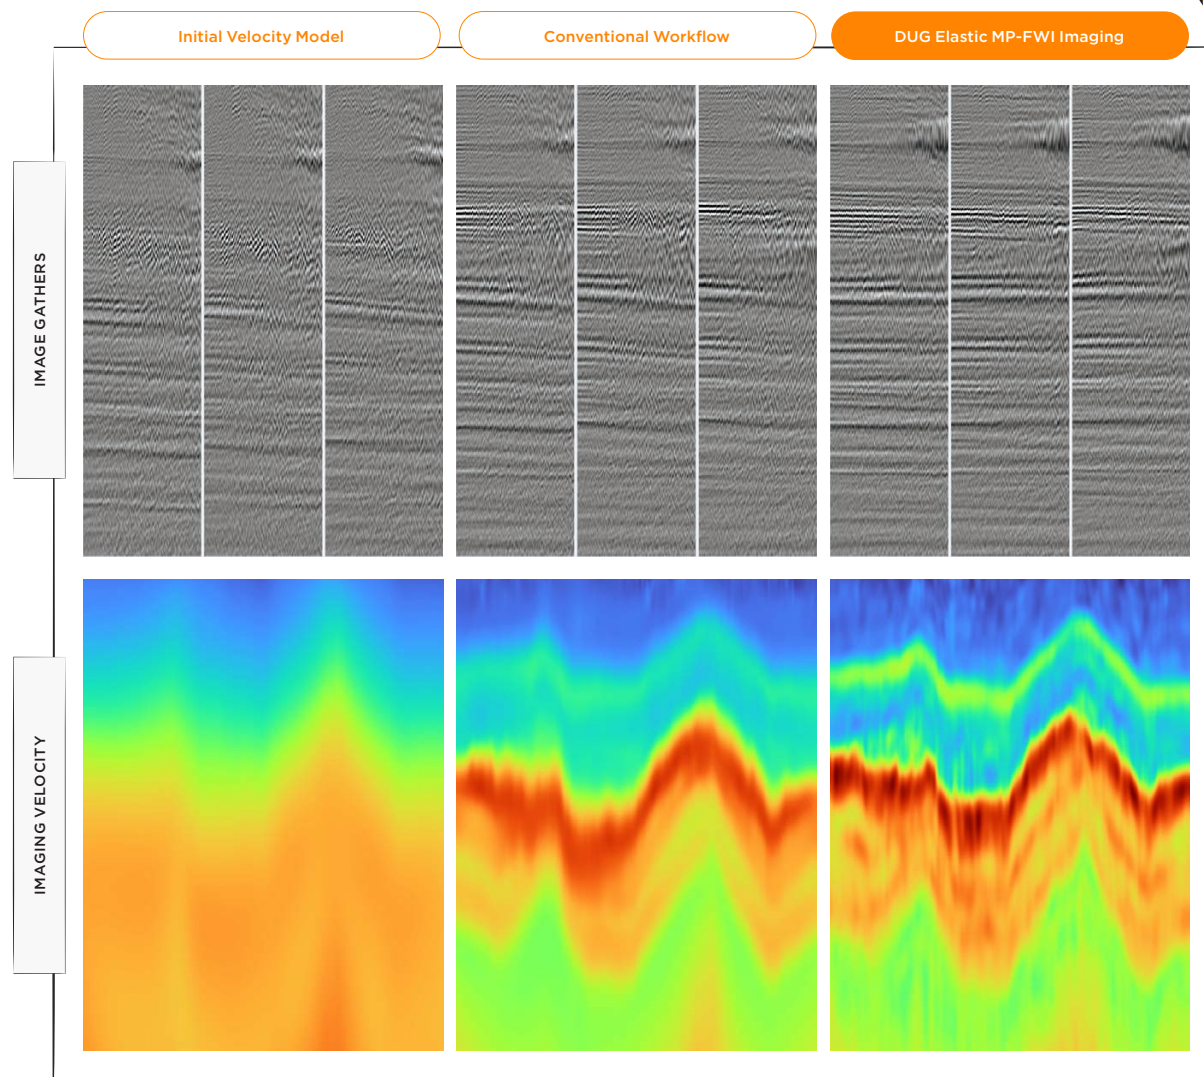 Initial Velocity Model
Conventional Workflow
DUG Elastic MP-FWI Imaging
IMAGE GATHERS
IMAGING VELOCITY